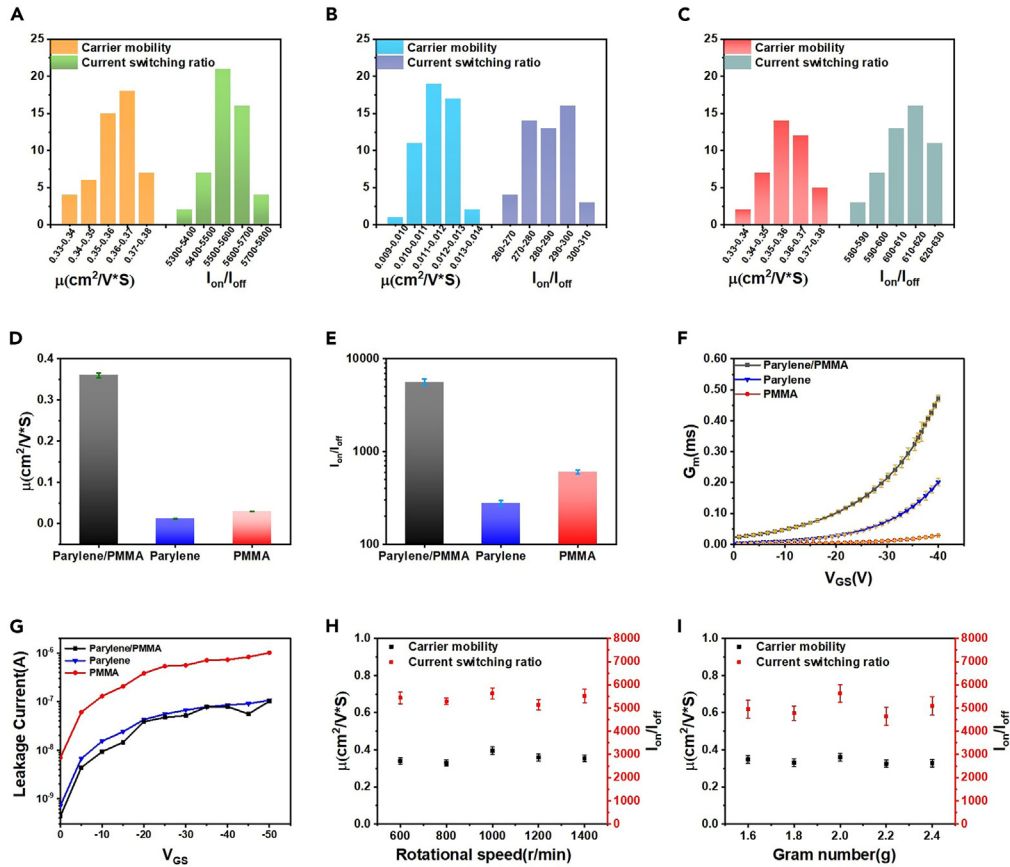 A
Carrier mobility
Current switching ratio
25
20
15
10
5
0
0.33-0.34
0.34-0.35
0.35-0.36
0.36-0.37
0.37-0.38
5300-5400
5400-5500
5500-5600
5600-5700
5700-5800
μ(cm²/V*S)
Ion/Ioff
B
Carrier mobility
Current switching ratio
25
20
15
10
5
0
0.009-0.010
0.010-0.011
0.011-0.012
0.012-0.013
0.013-0.014
260-270
270-280
280-290
290-300
300-310
μ(cm²/V*S)
Ion/Ioff
C
Carrier mobility
Current switching ratio
25
20
15
10
5
0
0.33-0.34
0.34-0.35
0.35-0.36
0.36-0.37
0.37-0.38
580-590
590-600
600-610
610-620
620-630
μ(cm²/V*S)
Ion/Ioff
D
μ(cm²/V*S)
0.4
0.3
0.2
0.1
0.0
Parylene/PMMA
Parylene
PMMA
E
Ion/Ioff
10000
1000
100
Parylene/PMMA
Parylene
PMMA
F
Gm(ms)
0.60
0.50
0.40
0.30
0.20
0.10
0.00
Parylene/PMMA
Parylene
PMMA
0
-10
-20
-30
-40
VGS(V)
G
Leakage Current(A)
10⁻⁶
10⁻⁷
10⁻⁸
10⁻⁹
Parylene/PMMA
Parylene
PMMA
0
-10
-20
-30
-40
-50
VGS
H
μ(cm²/V*S)
1.0
0.8
0.6
0.4
0.2
0.0
Carrier mobility
Current switching ratio
600
800
1000
1200
1400
Rotational speed(r/min)
8000
7000
6000
5000
4000
3000
2000
1000
0
Ion/Ioff
I
μ(cm²/V*S)
1.0
0.8
0.6
0.4
0.2
0.0
Carrier mobility
Current switching ratio
1.6
1.8
2.0
2.2
2.4
Gram number(g)
8000
7000
6000
5000
4000
3000
2000
1000
0
Ion/Ioff